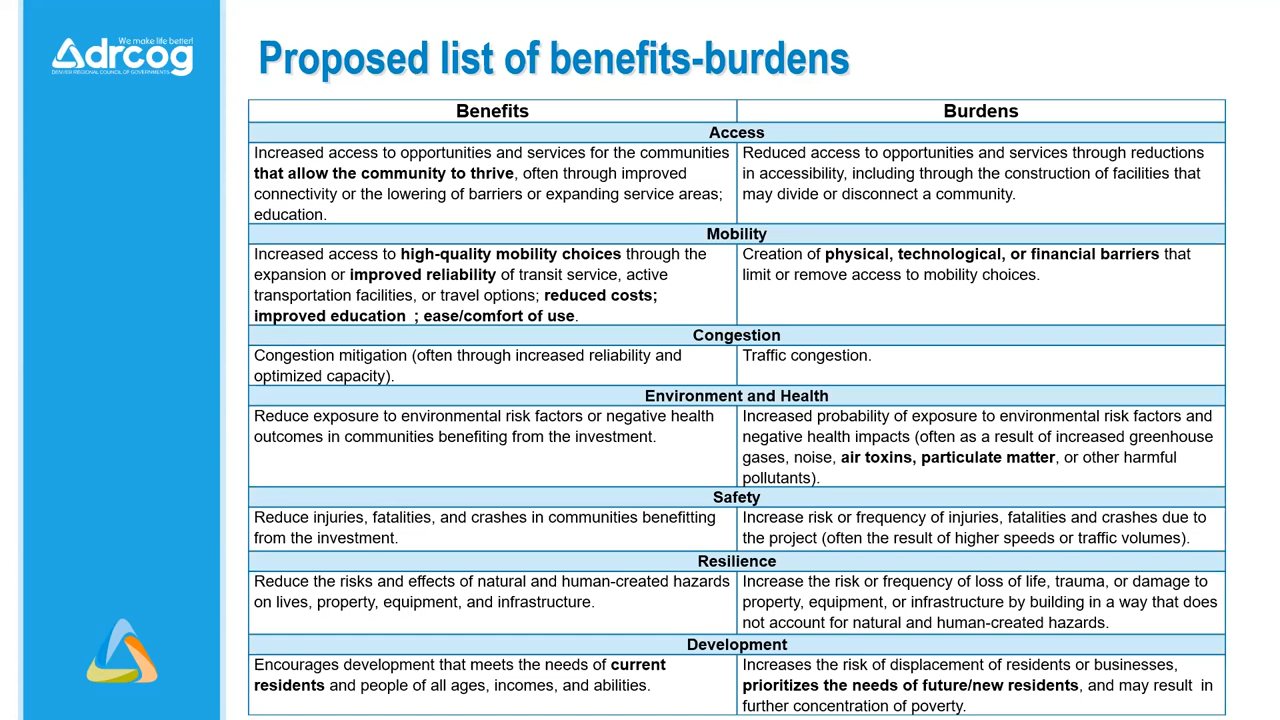 We make life better!
drcog
DENVER REGIONAL COUNCIL OF GOVERNMENTS
Proposed list of benefits-burdens
Benefits
Burdens
Access
Increased access to opportunities and services for the communities
that allow the community to thrive, often through improved
connectivity or the lowering of barriers or expanding service areas;
education.
Reduced access to opportunities and services through reductions
in accessibility, including through the construction of facilities that
may divide or disconnect a community.
Mobility
Increased access to high-quality mobility choices through the
expansion or improved reliability of transit service, active
transportation facilities, or travel options; reduced costs;
improved education ; ease/comfort of use.
Creation of physical, technological, or financial barriers that
limit or remove access to mobility choices.
Congestion
Congestion mitigation (often through increased reliability and
optimized capacity).
Traffic congestion.
Environment and Health
Reduce exposure to environmental risk factors or negative health
outcomes in communities benefiting from the investment.
Increased probability of exposure to environmental risk factors and
negative health impacts (often as a result of increased greenhouse
gases, noise, air toxins, particulate matter, or other harmful
pollutants).
Safety
Reduce injuries, fatalities, and crashes in communities benefitting
from the investment.
Increase risk or frequency of injuries, fatalities and crashes due to
the project (often the result of higher speeds or traffic volumes).
Resilience
Reduce the risks and effects of natural and human-created hazards
on lives, property, equipment, and infrastructure.
Increase the risk or frequency of loss of life, trauma, or damage to
property, equipment, or infrastructure by building in a way that does
not account for natural and human-created hazards.
Development
Encourages development that meets the needs of current
residents and people of all ages, incomes, and abilities.
Increases the risk of displacement of residents or businesses,
prioritizes the needs of future/new residents, and may result in
further concentration of poverty.